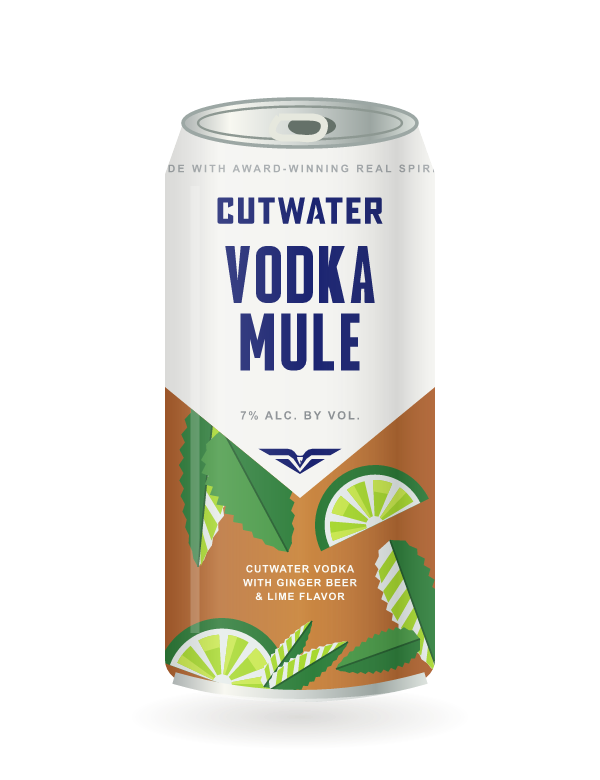 DE WITH AWARD-WINNING REAL SPIR
CUTWATER
VODKA
MULE
7% ALC. BY VOL.
CUTWATER VODKA
WITH GINGER BEER
& LIME FLAVOR